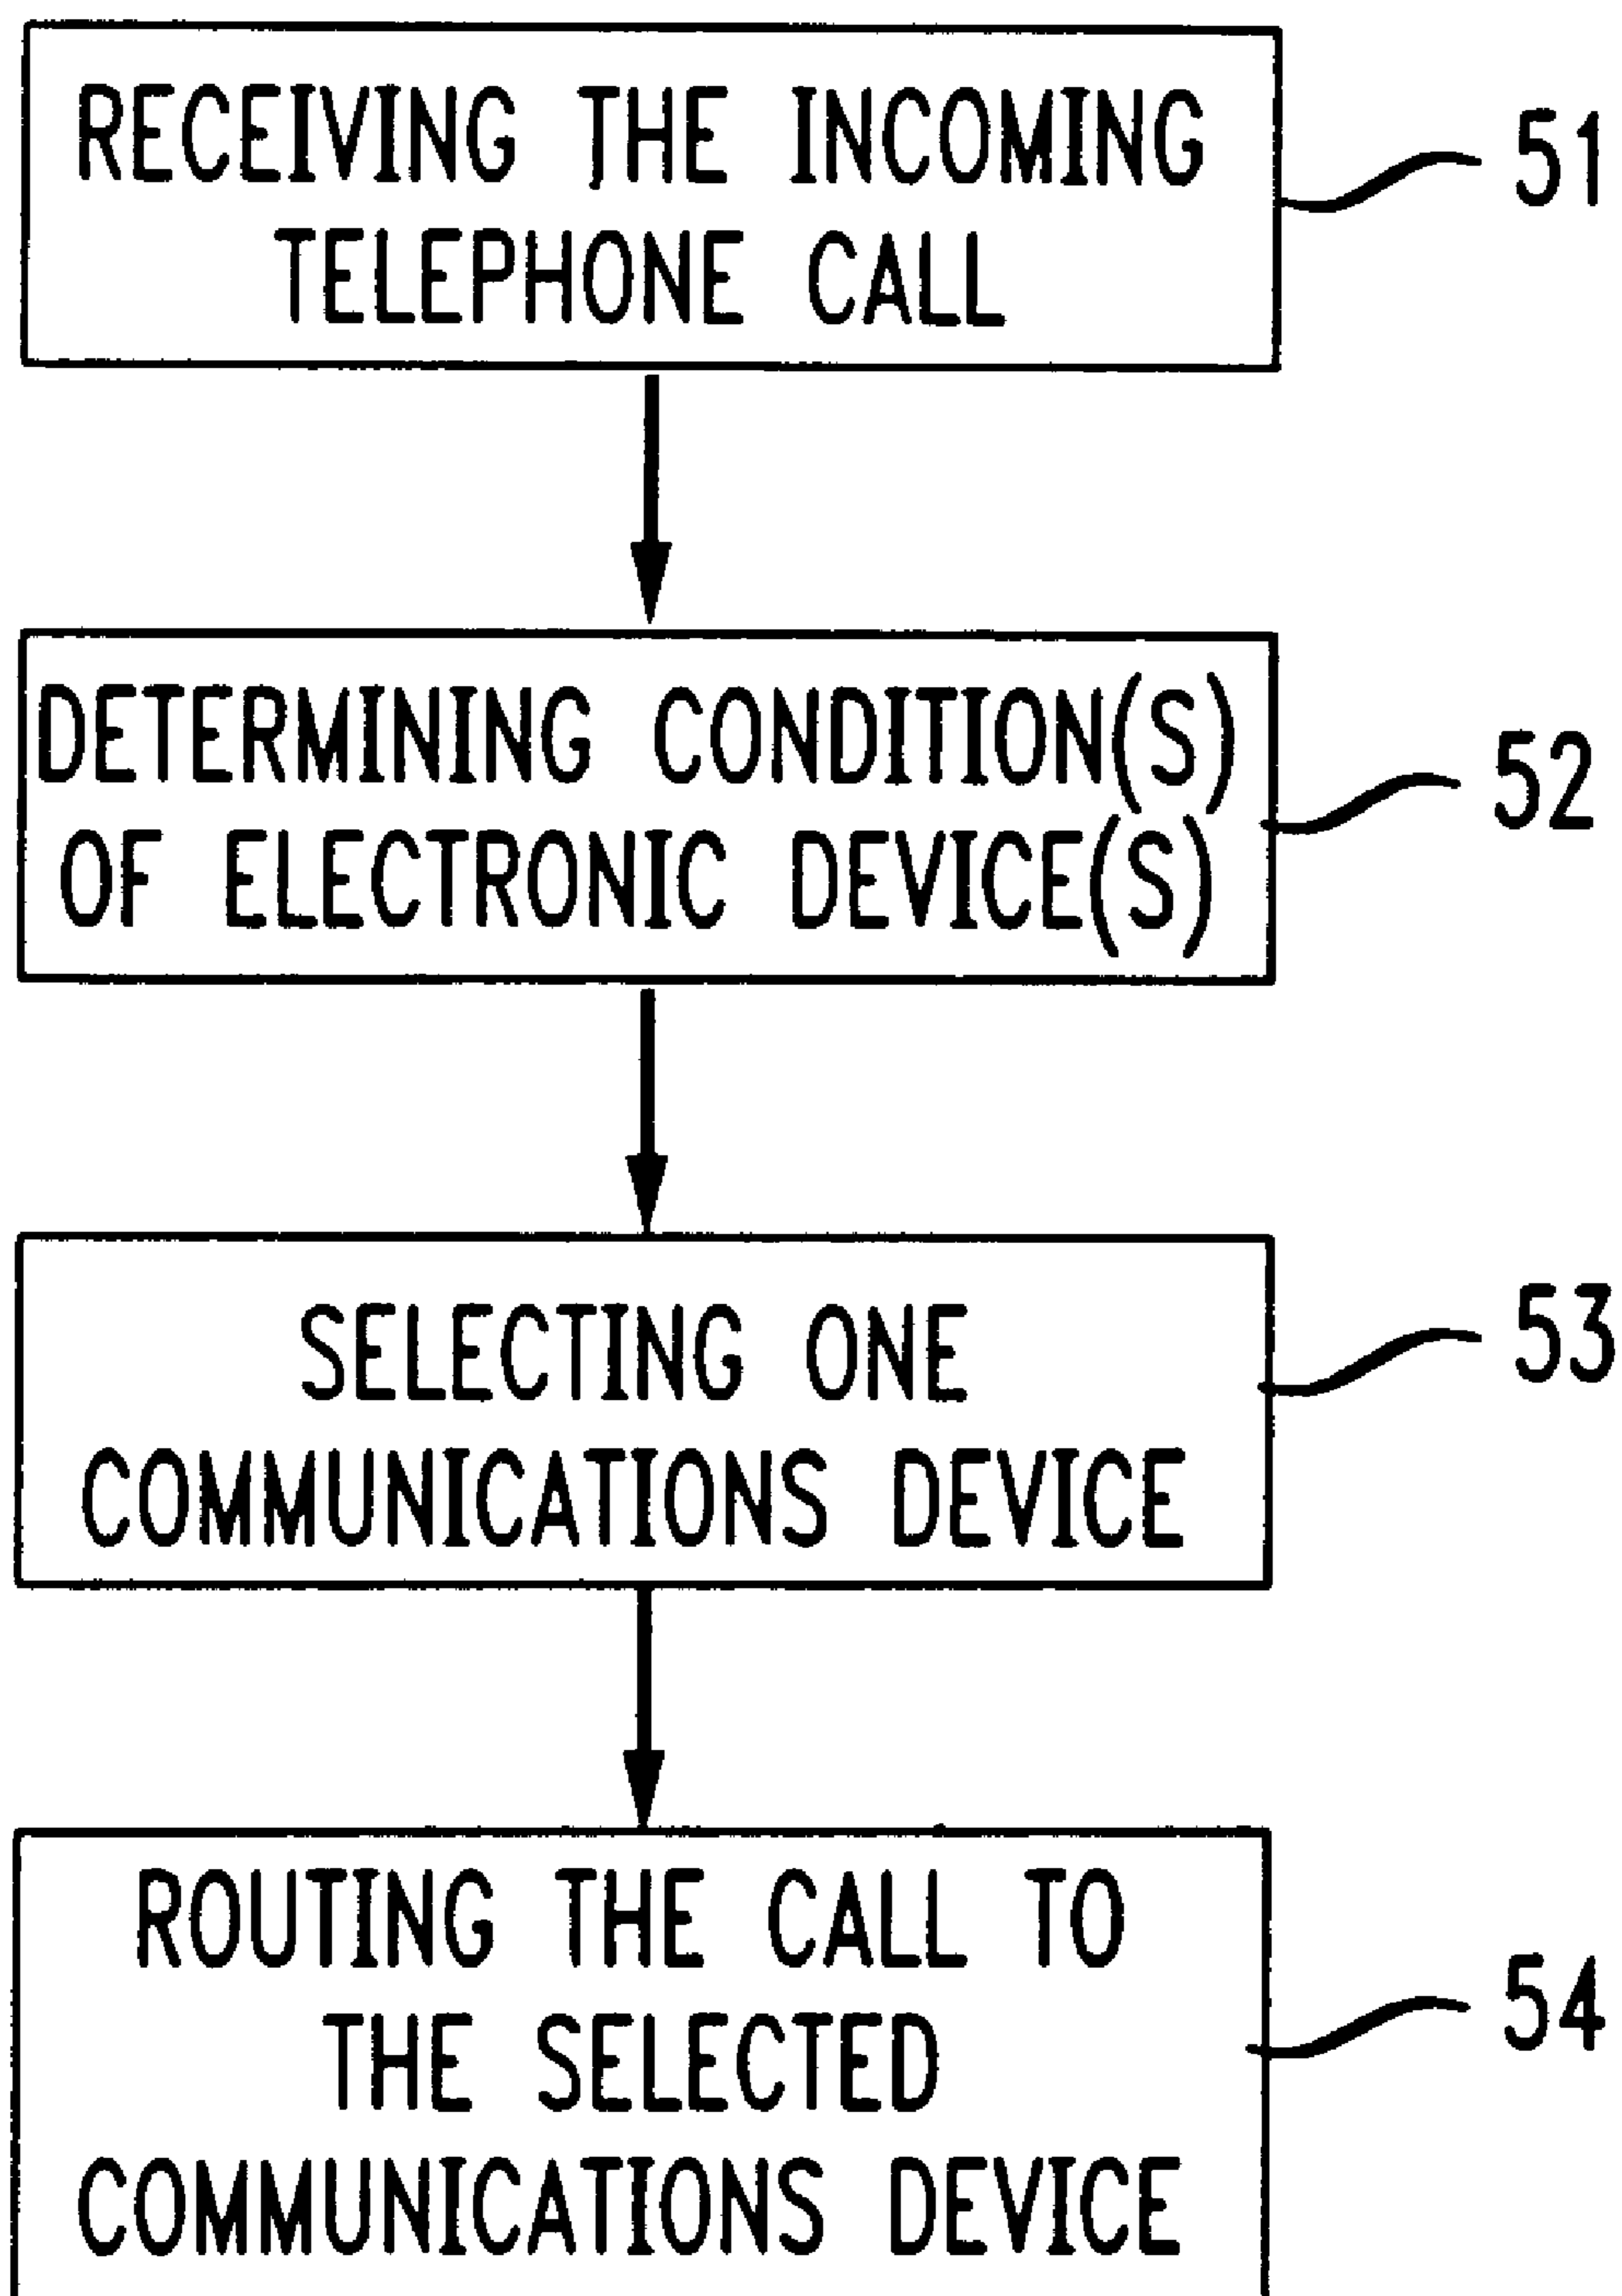 RECEIVING THE INCOMING
TELEPHONE CALL
51
DETERMINING CONDITION(S)
OF ELECTRONIC DEVICE(S)
52
SELECTING ONE
COMMUNICATIONS DEVICE
53
ROUTING THE CALL TO
THE SELECTED
COMMUNICATIONS DEVICE
54